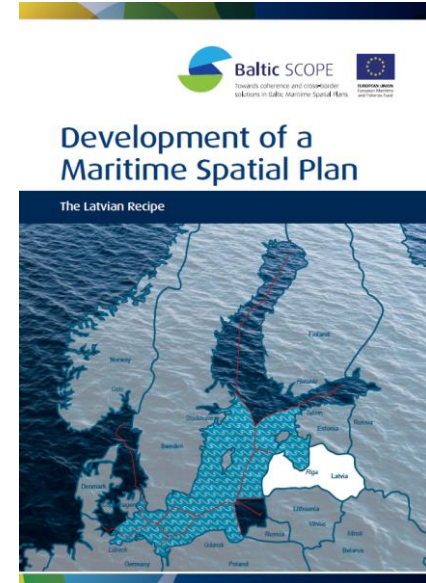 Baltic SCOPE
Towards coherence and cross-border
solutions in Baltic Maritime Spatial Plans
EUROPEAN UNION
European Maritime
and Fisheries Fund
Development of a
Maritime Spatial Plan
The Latvian Recipe
Norway
Oslo
Finland
Helsinki
Stockholm
Tallinn
Estonia
Russia
Sweden
Riga
Latvia
Denmark
Lithuania
Vilnius
Russia
Minsk
Belarus
Gdansk
Lübeck
Germany
Poland